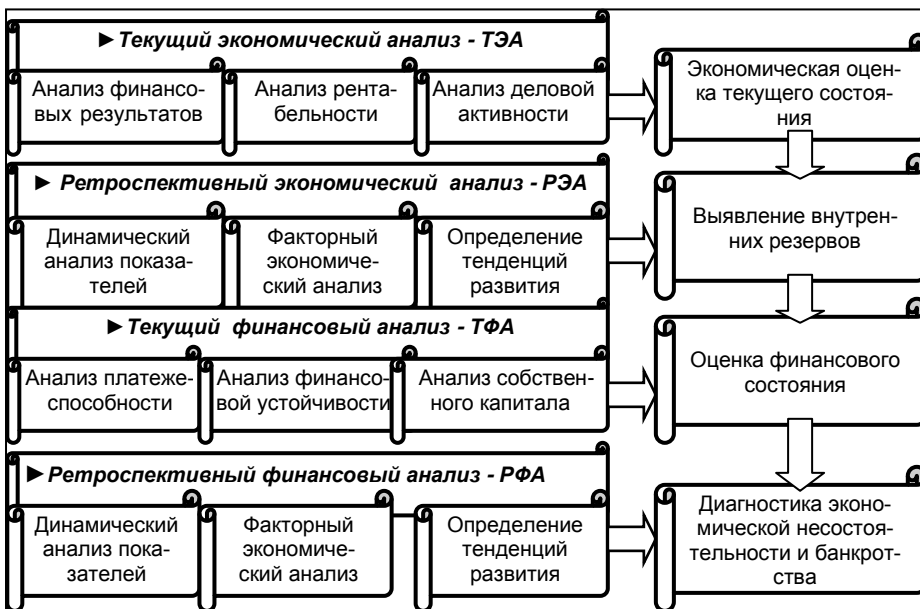 ►Текущий экономический анализ - ТЭА
Анализ финансо-
вых результатов
Анализ рента-
бельности
Анализ деловой
активности
Экономическая оцен-
ка текущего состоя-
ния
► Ретроспективный экономический анализ - РЭА
Динамический
анализ показа-
телей
Факторный
экономиче-
ский анализ
Определение
тенденций
развития
Выявление внутрен-
них резервов
►Текущий финансовый анализ - ТФА
Анализ платеже-
способности
Анализ финансо-
вой устойчивости
Анализ собствен-
ного капитала
Оценка финансового
состояния
►Ретроспективный финансовый анализ - РФА
Динамический
анализ пока-
зателей
Факторный
экономиче-
ский анализ
Определение
тенденций
развития
Диагностика эконо-
мической несостоя-
тельности и банкрот-
ства